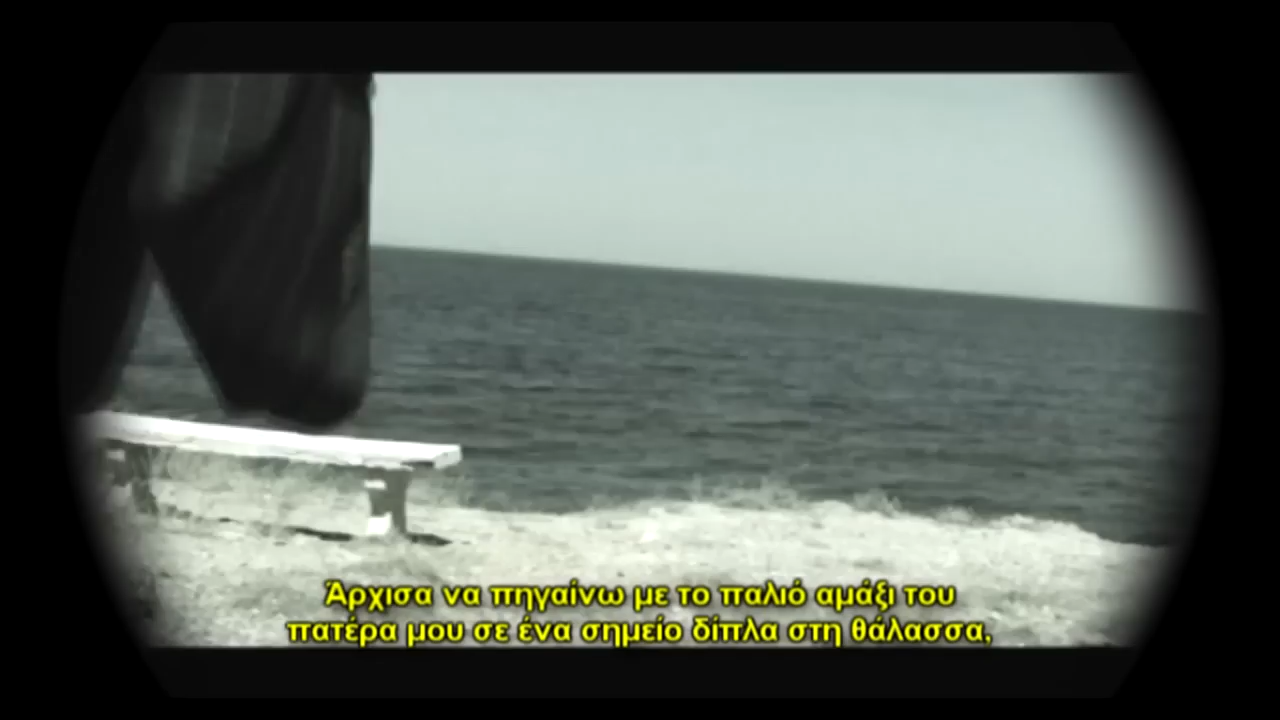 Άρχισα να πηγαίνω με το παλιό αμάξι του
πατέρα μου σε ένα σημείο δίπλα στη θάλασσα,